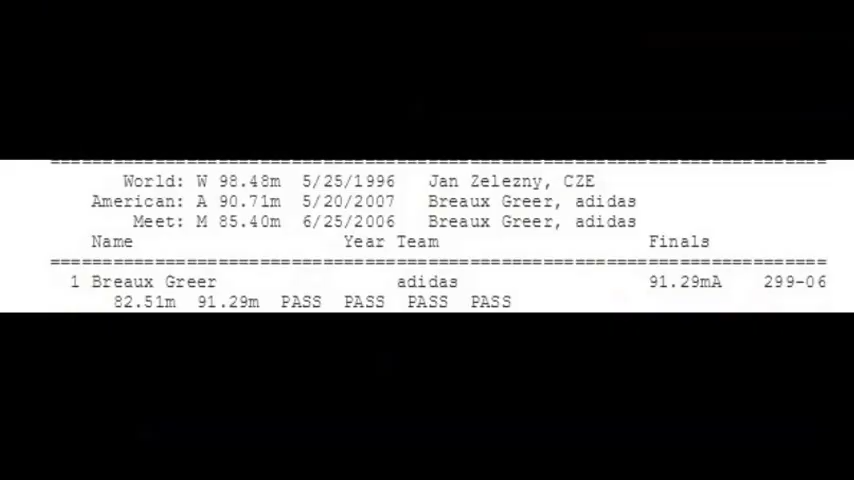 World: W 98.48m 5/25/1996 Jan Zelezny, CZE
American: A 90.71m 5/20/2007 Breaux Greer, adidas
Meet: M 85.40m 6/25/2006 Breaux Greer, adidas
Name Year Team Finals
1 Breaux Greer adidas 91.29mA 299-06
82.51m 91.29m PASS PASS PASS PASS